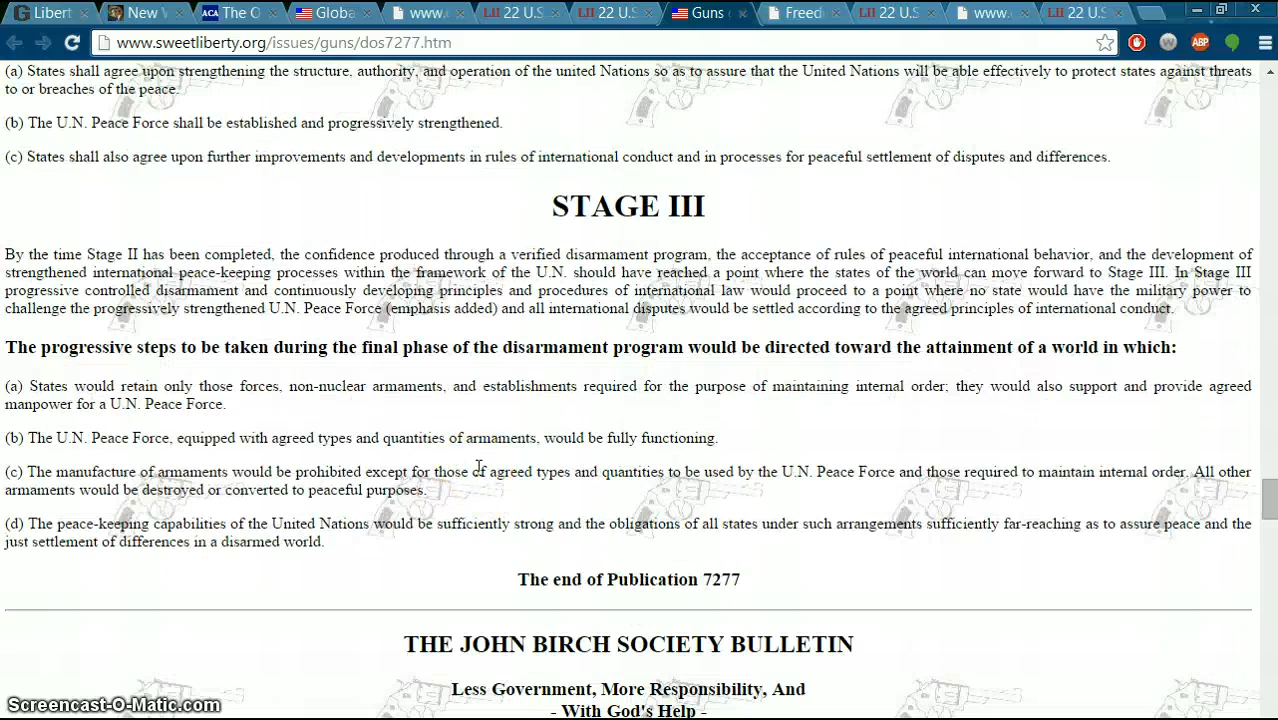 G Libert
New V
ACA The O
Globa
www.
LII 22 U.S
LII 22 U.S
Guns
Freed
LII 22 U.S
www.
LII 22 U.S
www.sweetliberty.org/issues/guns/dos7277.htm
W
ABP
(a) States shall agree upon strengthening the structure, authority, and operation of the united Nations so as to assure that the United Nations will be able effectively to protect states against threats
to or breaches of the peace.
(b) The U.N. Peace Force shall be established and progressively strengthened.
(c) States shall also agree upon further improvements and developments in rules of international conduct and in processes for peaceful settlement of disputes and differences.
STAGE III
By the time Stage II has been completed, the confidence produced through a verified disarmament program, the acceptance of rules of peaceful international behavior, and the development of
strengthened international peace-keeping processes within the framework of the U.N. should have reached a point where the states of the world can move forward to Stage III. In Stage III
progressive controlled disarmament and continuously developing principles and procedures of international law would proceed to a point where no state would have the military power to
challenge the progressively strengthened U.N. Peace Force (emphasis added) and all international disputes would be settled according to the agreed principles of international conduct.
The progressive steps to be taken during the final phase of the disarmament program would be directed toward the attainment of a world in which:
(a) States would retain only those forces, non-nuclear armaments, and establishments required for the purpose of maintaining internal order; they would also support and provide agreed
manpower for a U.N. Peace Force.
(b) The U.N. Peace Force, equipped with agreed types and quantities of armaments, would be fully functioning.
(c) The manufacture of armaments would be prohibited except for those of agreed types and quantities to be used by the U.N. Peace Force and those required to maintain internal order. All other
armaments would be destroyed or converted to peaceful purposes.
(d) The peace-keeping capabilities of the United Nations would be sufficiently strong and the obligations of all states under such arrangements sufficiently far-reaching as to assure peace and the
just settlement of differences in a disarmed world.
The end of Publication 7277
THE JOHN BIRCH SOCIETY BULLETIN
Less Government, More Responsibility, And
- With God's Help -
Screencast-O-Matic.com